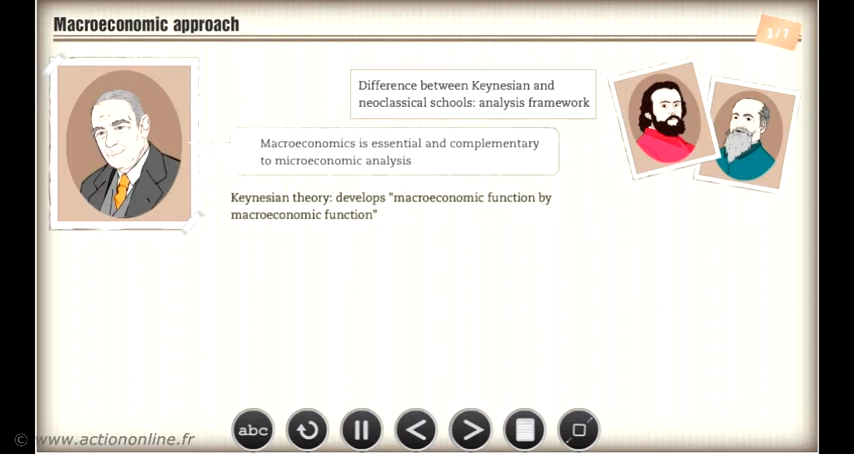 Macroeconomic approach
3 / 7
Difference between Keynesian and
neoclassical schools: analysis framework
Macroeconomics is essential and complementary
to microeconomic analysis
Keynesian theory: develops "macroeconomic function by
macroeconomic function"
abc
© www.actiononline.fr